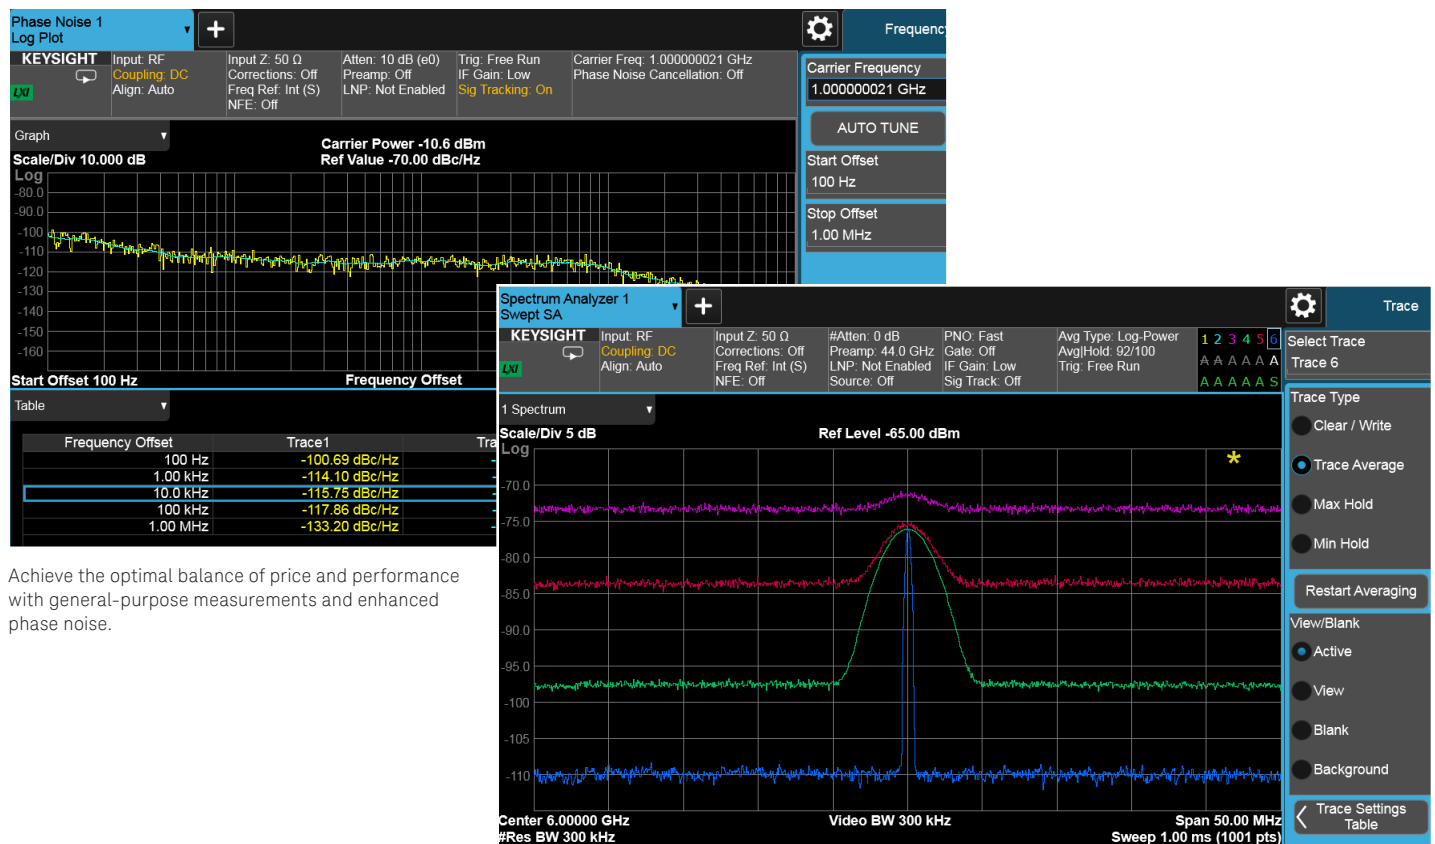 Phase Noise 1
Log Plot
Frequency
KEYSIGHT
LXI
Input: RF
Coupling: DC
Align: Auto
Input Z: 50 Ω
Corrections: Off
Freq Ref: Int (S)
NFE: Off
Atten: 10 dB (e0)
Preamp: Off
LNP: Not Enabled
Trig: Free Run
IF Gain: Low
Sig Tracking: On
Carrier Freq: 1.000000021 GHz
Phase Noise Cancellation: Off
Carrier Frequency
1.000000021 GHz
AUTO TUNE
Start Offset
100 Hz
Stop Offset
1.00 MHz
Graph
Scale/Div 10.000 dB
Carrier Power -10.6 dBm
Ref Value -70.00 dBc/Hz
Log
-80.0
-90.0
-100
-110
-120
-130
-140
-150
-160
Start Offset 100 Hz
Frequency Offset
Table
Frequency Offset Trace1 Tra
100 Hz -100.69 dBc/Hz
1.00 kHz -114.10 dBc/Hz
10.0 kHz -115.75 dBc/Hz
100 kHz -117.86 dBc/Hz
1.00 MHz -133.20 dBc/Hz
Achieve the optimal balance of price and performance
with general-purpose measurements and enhanced
phase noise.
Spectrum Analyzer 1
Swept SA
Trace
KEYSIGHT
LXI
Input: RF
Coupling: DC
Align: Auto
Input Z: 50 Ω
Corrections: Off
Freq Ref: Int (S)
NFE: Off
#Atten: 0 dB
Preamp: 44.0 GHz
LNP: Not Enabled
Source: Off
PNO: Fast
Gate: Off
IF Gain: Low
Sig Track: Off
Avg Type: Log-Power
Avg|Hold: 92/100
Trig: Free Run
1 2 3 4 5 6
A A A A A A
A A A A A S
Select Trace
Trace 6
Trace Type
Clear / Write
Trace Average
Max Hold
Min Hold
Restart Averaging
View/Blank
Active
View
Blank
Background
Trace Settings
Table
1 Spectrum
Scale/Div 5 dB
Ref Level -65.00 dBm
Log
-70.0
-75.0
-80.0
-85.0
-90.0
-95.0
-100
-105
-110
Center 6.00000 GHz
#Res BW 300 kHz
Video BW 300 kHz
Span 50.00 MHz
Sweep 1.00 ms (1001 pts)